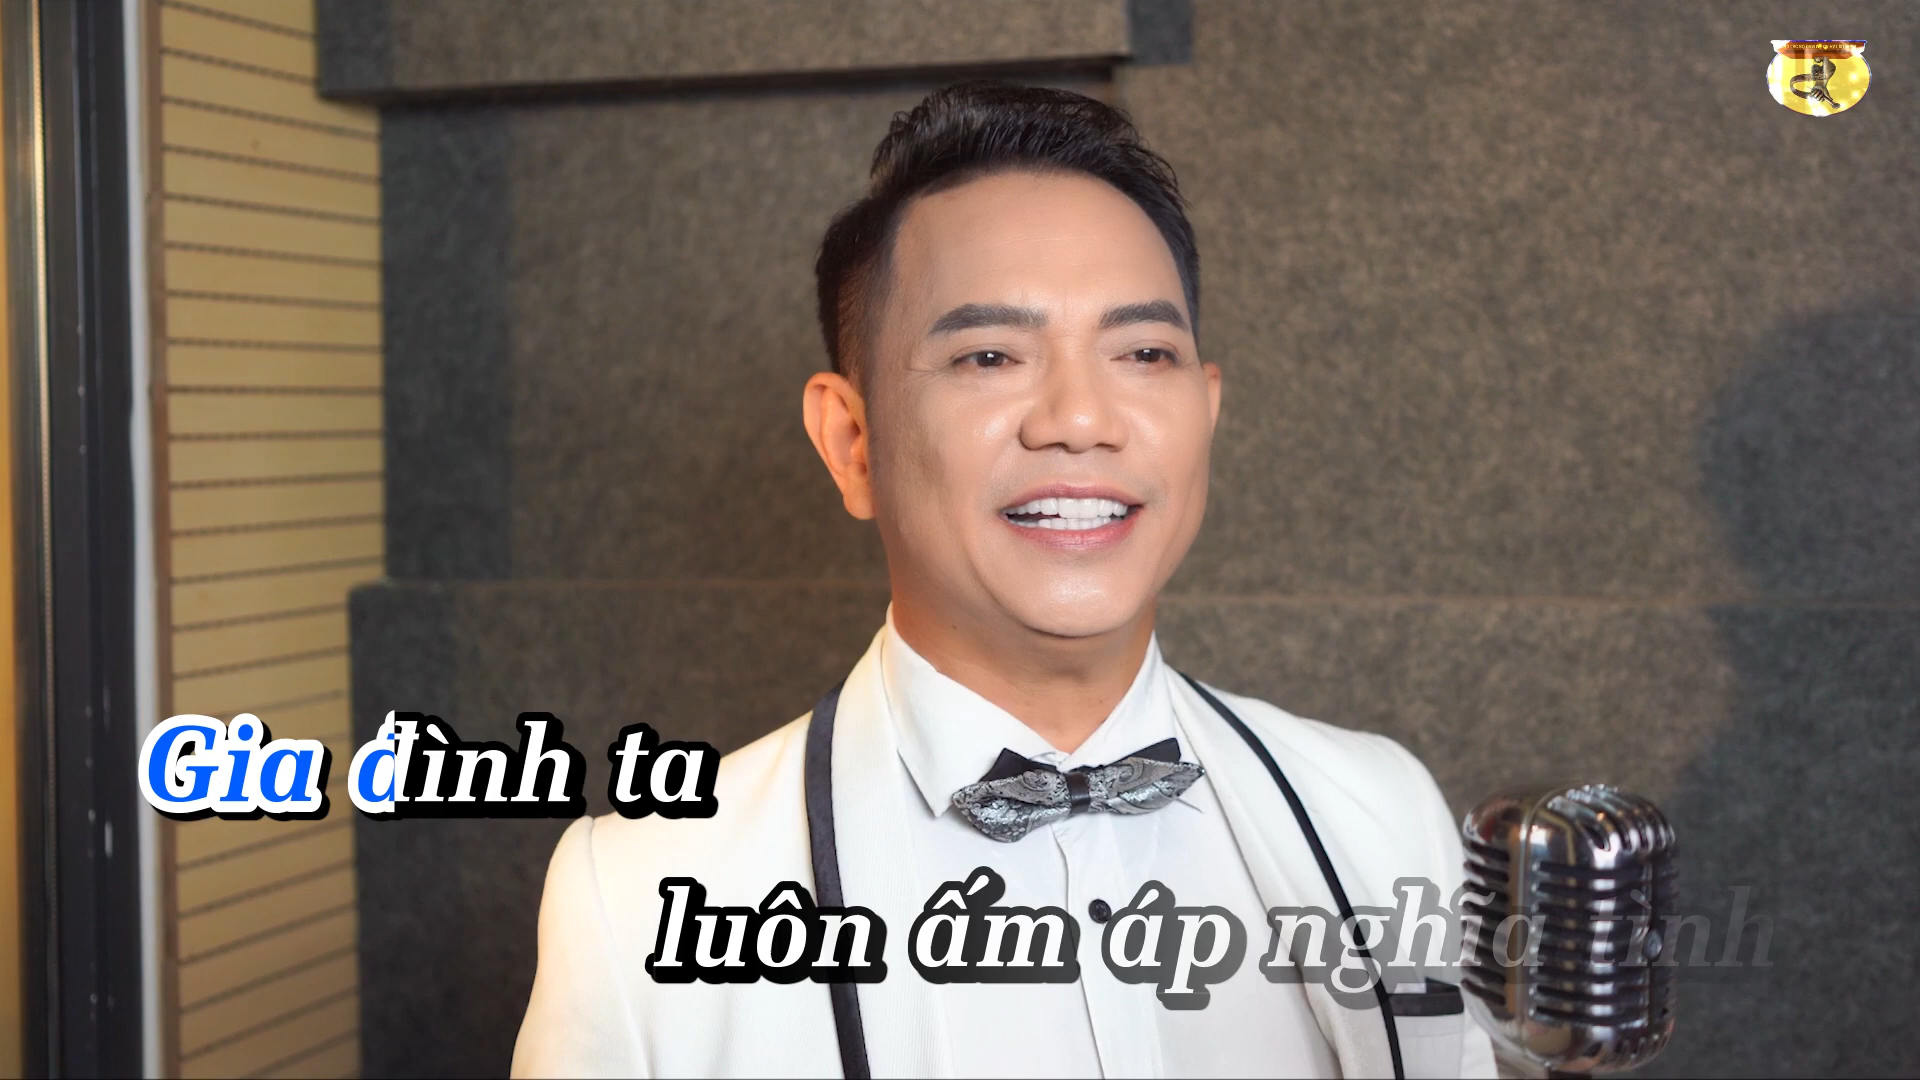 Gia đình ta
luôn ấm áp nghĩa tình